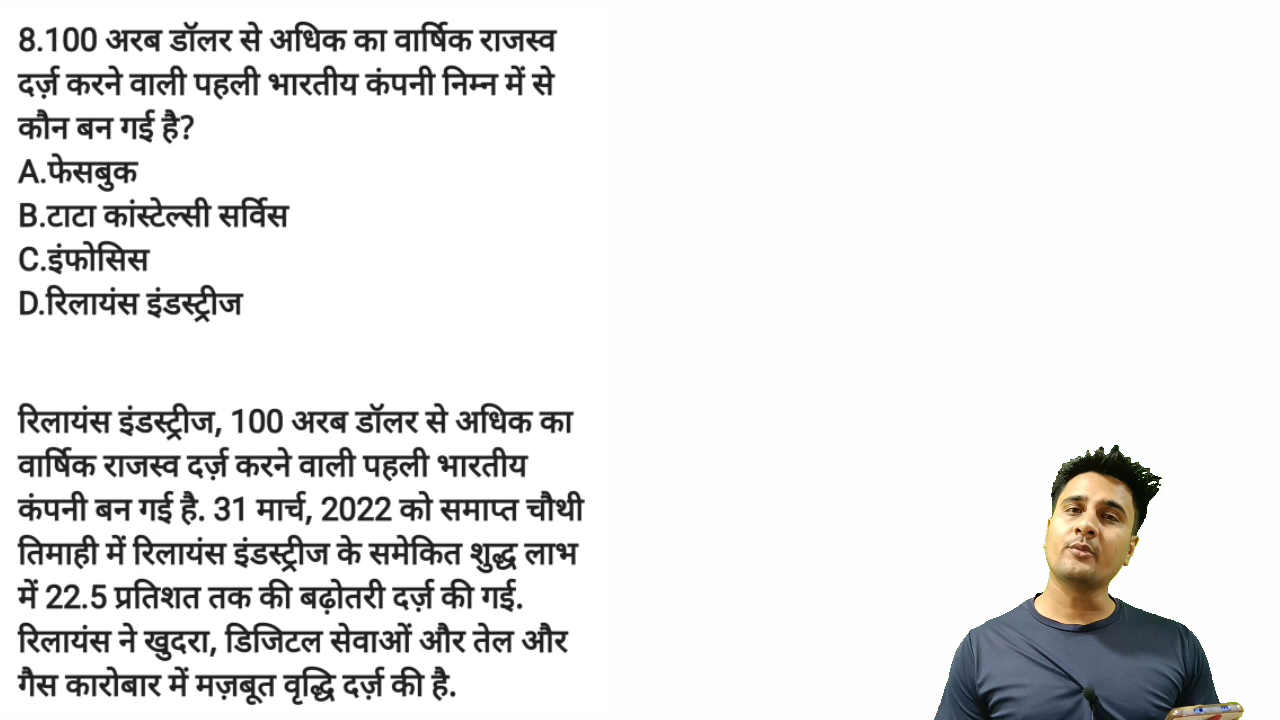 8.100 अरब डॉलर से अधिक का वार्षिक राजस्व
दर्ज़ करने वाली पहली भारतीय कंपनी निम्न में से
कौन बन गई है?
A.फेसबुक
B.टाटा कांस्टेल्सी सर्विस
C.इंफोसिस
D.रिलायंस इंडस्ट्रीज
रिलायंस इंडस्ट्रीज, 100 अरब डॉलर से अधिक का
वार्षिक राजस्व दर्ज़ करने वाली पहली भारतीय
कंपनी बन गई है. 31 मार्च, 2022 को समाप्त चौथी
तिमाही में रिलायंस इंडस्ट्रीज के समेकित शुद्ध लाभ
में 22.5 प्रतिशत तक की बढ़ोतरी दर्ज़ की गई.
रिलायंस ने खुदरा, डिजिटल सेवाओं और तेल और
गैस कारोबार में मज़बूत वृद्धि दर्ज़ की है.